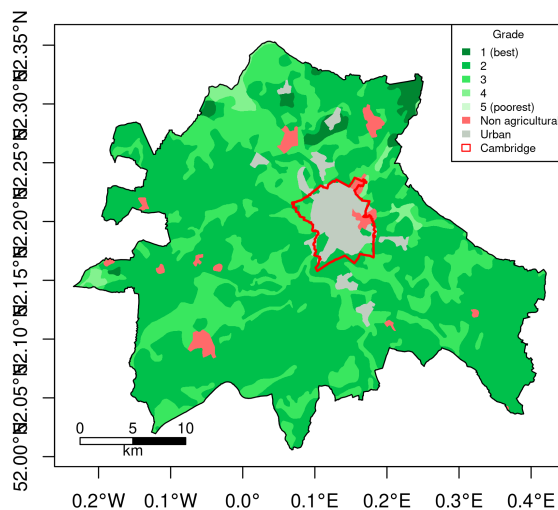 Grade
1 (best)
2
3
4
5 (poorest)
Non agricultural
Urban
Cambridge
52.35°N
52.30°N
52.25°N
52.20°N
52.15°N
52.10°N
52.05°N
52.00°N
0 5 10
km
0.2°W 0.1°W 0.0° 0.1°E 0.2°E 0.3°E 0.4°E